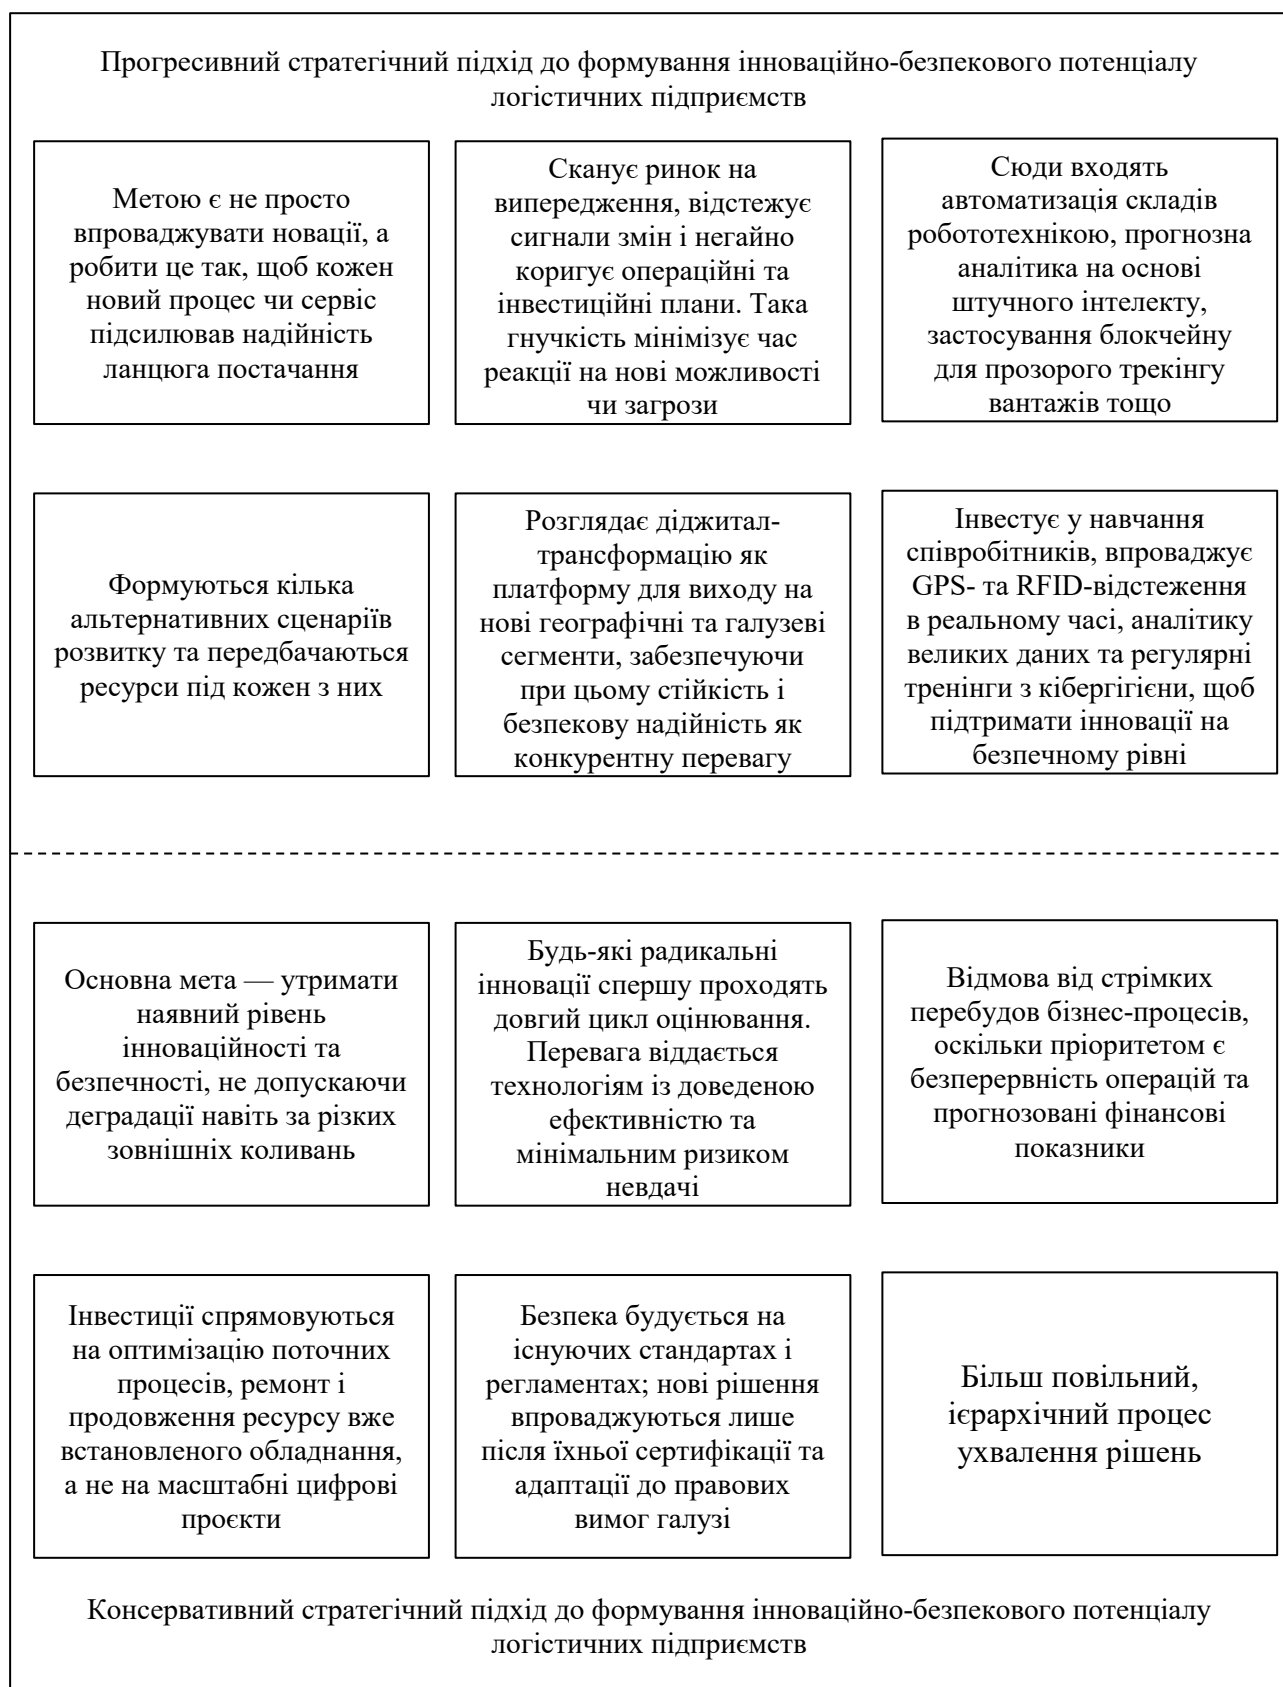 Прогресивний стратегічний підхід до формування інноваційно-безпекового потенціалу
логістичних підприємств
Метою є не просто
впроваджувати новації, а
робити це так, щоб кожен
новий процес чи сервіс
підсилював надійність
ланцюга постачання
Сканує ринок на
випередження, відстежує
сигнали змін і негайно
коригує операційні та
інвестиційні плани. Така
гнучкість мінімізує час
реакції на нові можливості
чи загрози
Сюди входять
автоматизація складів
робототехнікою, прогнозна
аналітика на основі
штучного інтелекту,
застосування блокчейну
для прозорого трекінгу
вантажів тощо
Формуються кілька
альтернативних сценаріїв
розвитку та передбачаються
ресурси під кожен з них
Розглядає діджитал-
трансформацію як
платформу для виходу на
нові географічні та галузеві
сегменти, забезпечуючи
при цьому стійкість і
безпекову надійність як
конкурентну перевагу
Інвестує у навчання
співробітників, впроваджує
GPS- та RFID-відстеження
в реальному часі, аналітику
великих даних та регулярні
тренінги з кібергігієни, щоб
підтримати інновації на
безпечному рівні
Основна мета — утримати
наявний рівень
інноваційності та
безпечності, не допускаючи
деградації навіть за різких
зовнішніх коливань
Будь-які радикальні
інновації спершу проходять
довгий цикл оцінювання.
Перевага віддається
технологіям із доведеною
ефективністю та
мінімальним ризиком
невдачі
Відмова від стрімких
перебудов бізнес-процесів,
оскільки пріоритетом є
безперервність операцій та
прогнозовані фінансові
показники
Інвестиції спрямовуються
на оптимізацію поточних
процесів, ремонт і
продовження ресурсу вже
встановленого обладнання,
а не на масштабні цифрові
проєкти
Безпека будується на
існуючих стандартах і
регламентах; нові рішення
впроваджуються лише
після їхньої сертифікації та
адаптації до правових
вимог галузі
Більш повільний,
ієрархічний процес
ухвалення рішень
Консервативний стратегічний підхід до формування інноваційно-безпекового потенціалу
логістичних підприємств